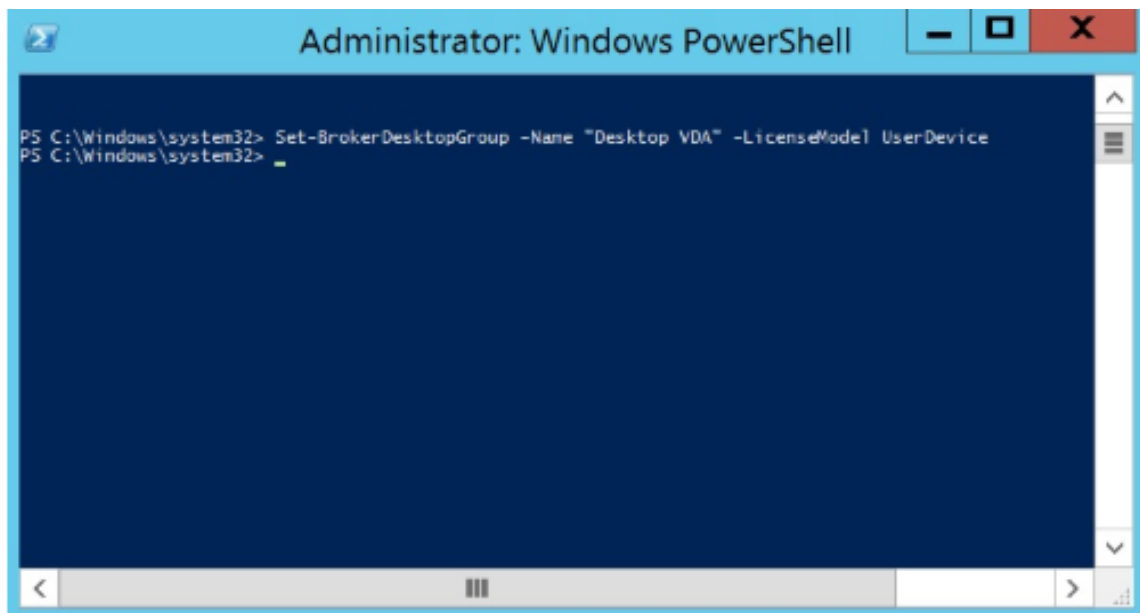 Administrator: Windows PowerShell
PS C:\Windows\system32> Set-BrokerDesktopGroup -Name "Desktop VDA" -LicenseModel UserDevice
PS C:\Windows\system32> _